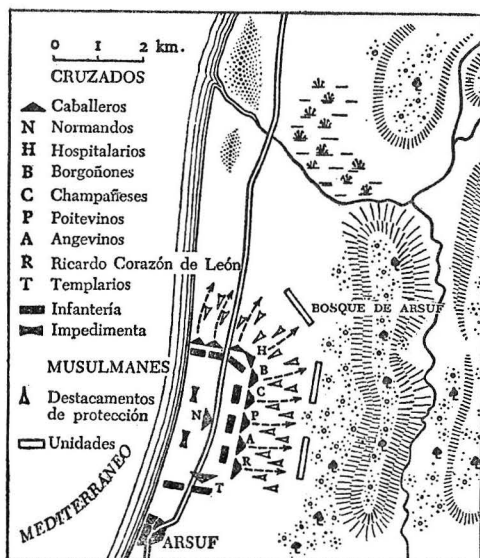 0 1 2 km.
CRUZADOS
Caballeros
N Normandos
H Hospitalarios
B Borgoñones
C Champañeses
P Poitevinos
A Angevinos
R Ricardo Corazón de León
T Templarios
Infantería
Impedimenta
MUSULMANES
Destacamentos
de protección
Unidades
MEDITERRÁNEO
ARSUF
BOSQUE DE ARSUF
H
B
C
P
A
R
N
T